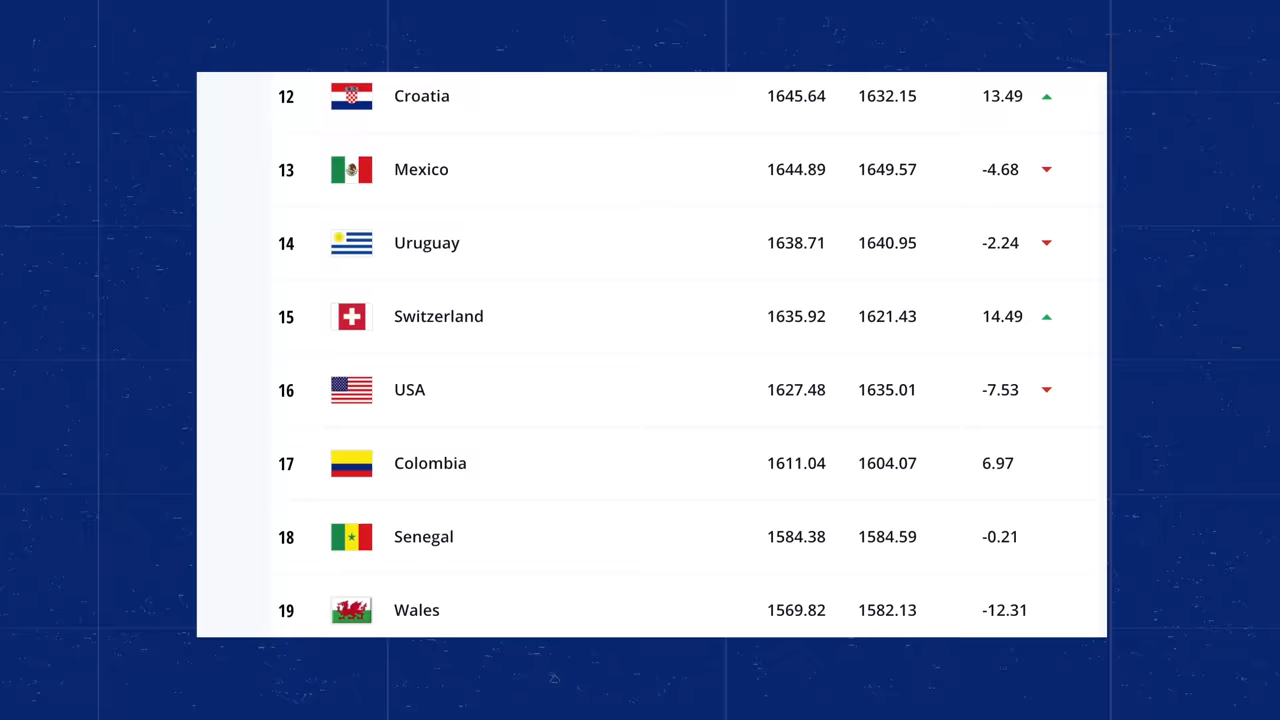 12 Croatia 1645.64 1632.15 13.49
13 Mexico 1644.89 1649.57 -4.68
14 Uruguay 1638.71 1640.95 -2.24
15 Switzerland 1635.92 1621.43 14.49
16 USA 1627.48 1635.01 -7.53
17 Colombia 1611.04 1604.07 6.97
18 Senegal 1584.38 1584.59 -0.21
19 Wales 1569.82 1582.13 -12.31